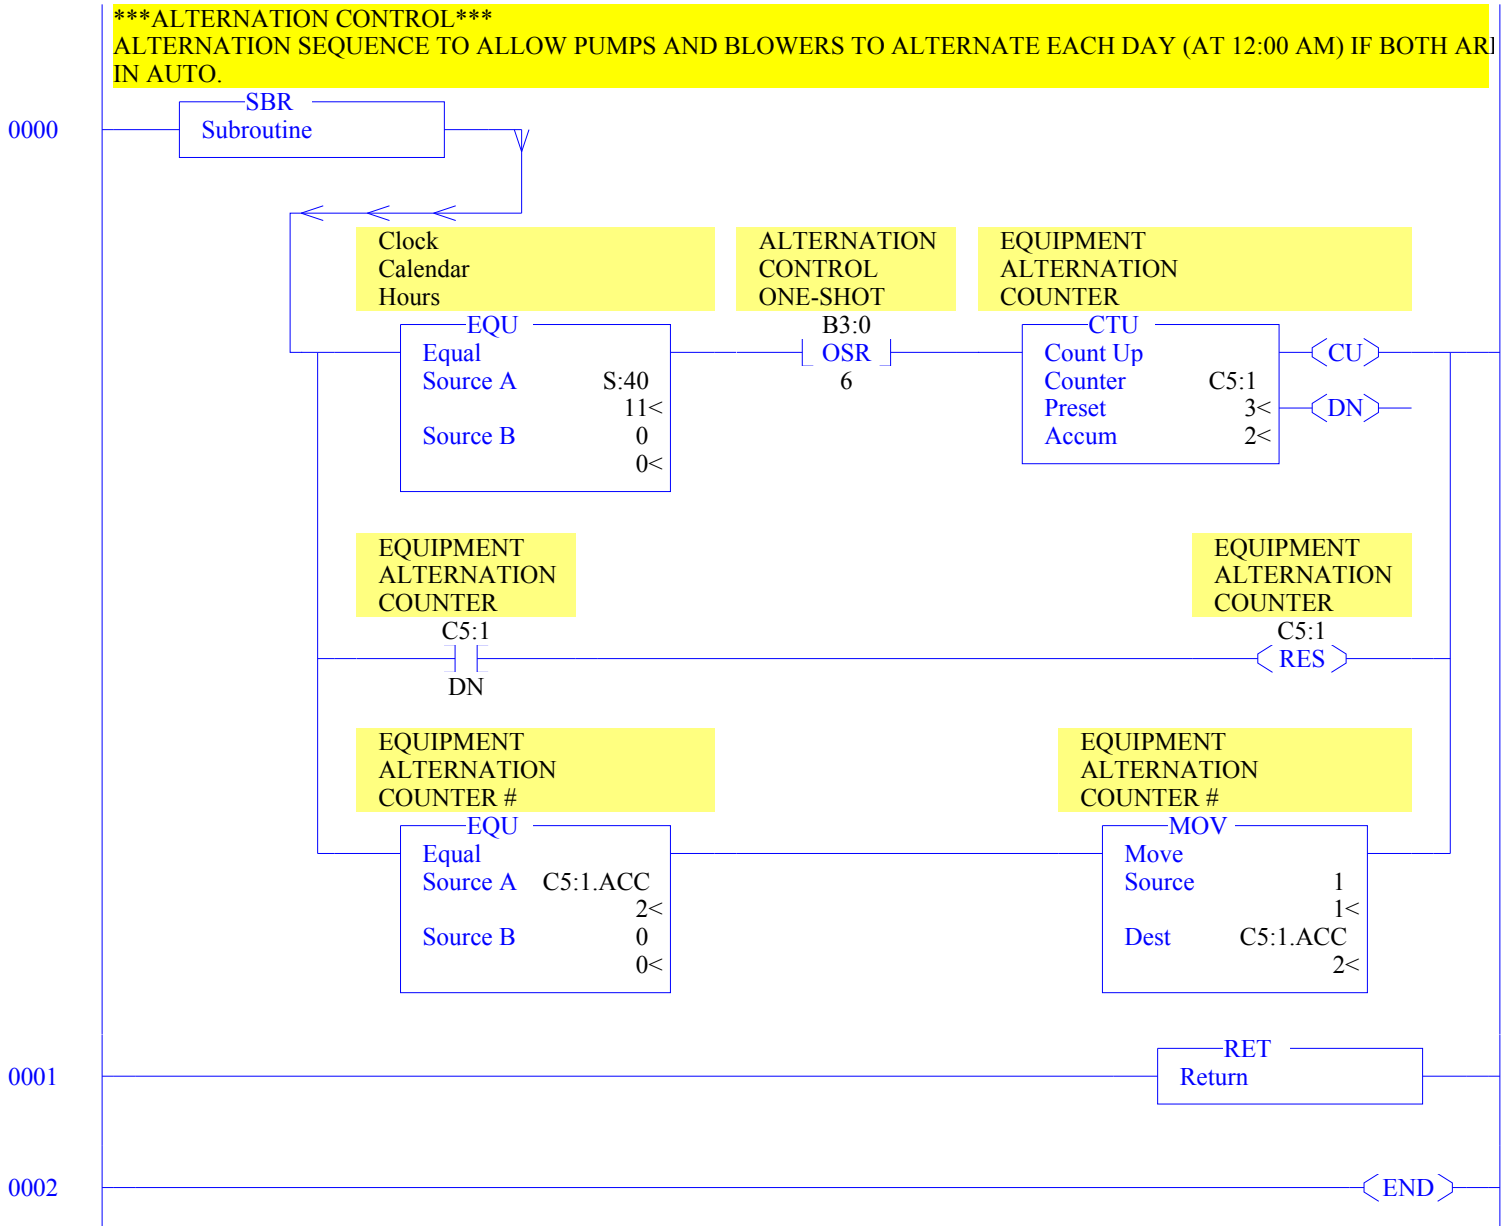 ***ALTERNATION CONTROL***
ALTERNATION SEQUENCE TO ALLOW PUMPS AND BLOWERS TO ALTERNATE EACH DAY (AT 12:00 AM) IF BOTH ARE
IN AUTO.
0000
SBR
Subroutine
Clock
Calendar
Hours
EQU
Equal
Source A S:40
11<
Source B 0
0<
ALTERNATION
CONTROL
ONE-SHOT
B3:0
OSR
6
EQUIPMENT
ALTERNATION
COUNTER
CTU
Count Up
Counter C5:1
Preset 3<
Accum 2<
CU
DN
EQUIPMENT
ALTERNATION
COUNTER
C5:1
DN
EQUIPMENT
ALTERNATION
COUNTER
C5:1
RES
EQUIPMENT
ALTERNATION
COUNTER #
EQU
Equal
Source A C5:1.ACC
2<
Source B 0
0<
EQUIPMENT
ALTERNATION
COUNTER #
MOV
Move
Source 1
1<
Dest C5:1.ACC
2<
0001
RET
Return
0002
END